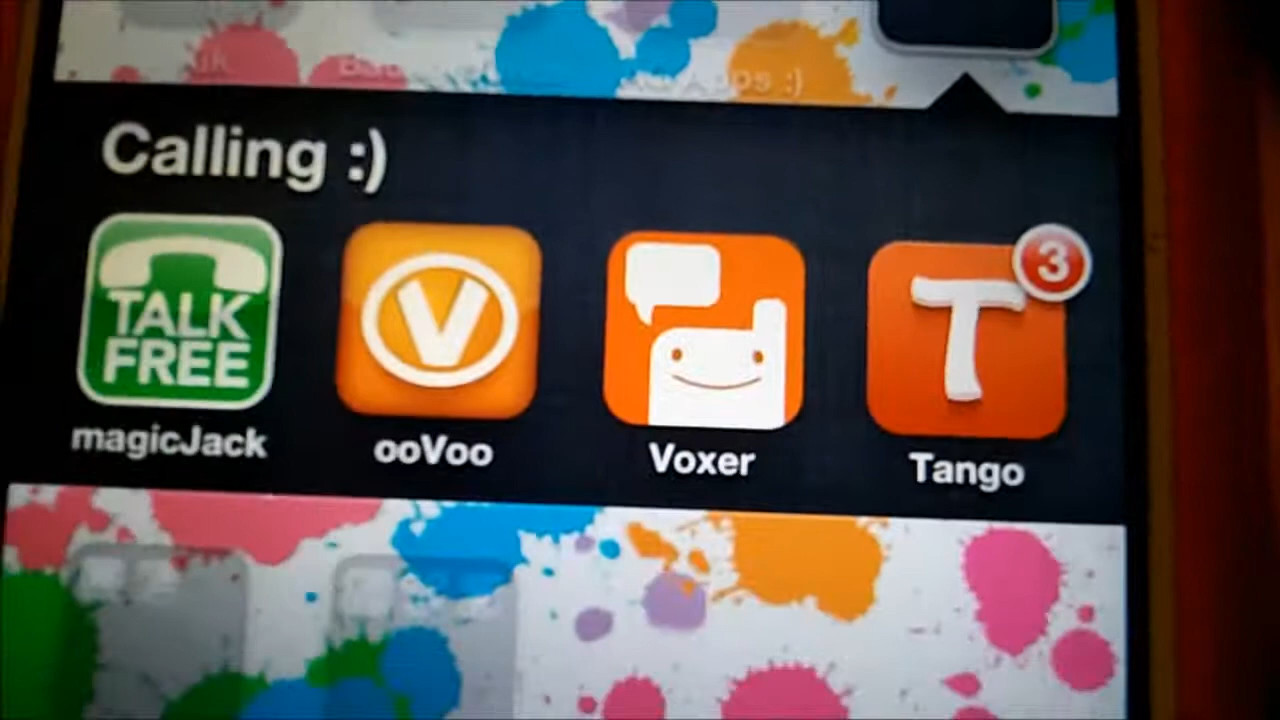 Calling :)
TALK
FREE
V
T
3
magicJack
ooVoo
Voxer
Tango